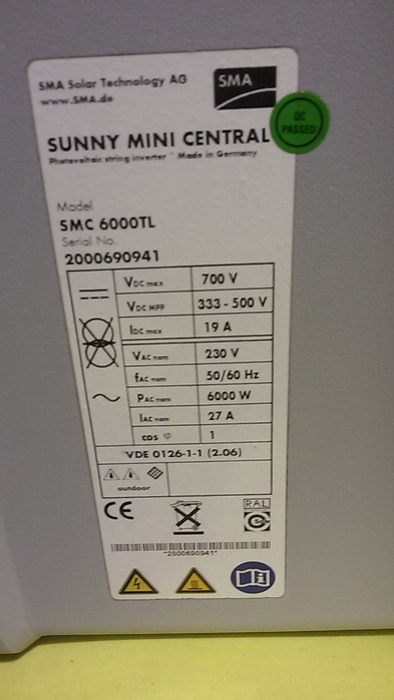 SMA Solar Technology AG
www.SMA.de
SMA
QC
PASSED
SUNNY MINI CENTRAL
Photovoltaic string inverter * Made in Germany
Model
SMC 6000TL
Serial No.
2000690941
VDC max 700 V
VDC MPP 333 - 500 V
IDC max 19 A
VAC nom 230 V
fAC nom 50/60 Hz
PAC nom 6000 W
IAC nom 27 A
cos φ 1
VDE 0126-1-1 (2.06)
outdoor
CE
RAL
*2000690941*